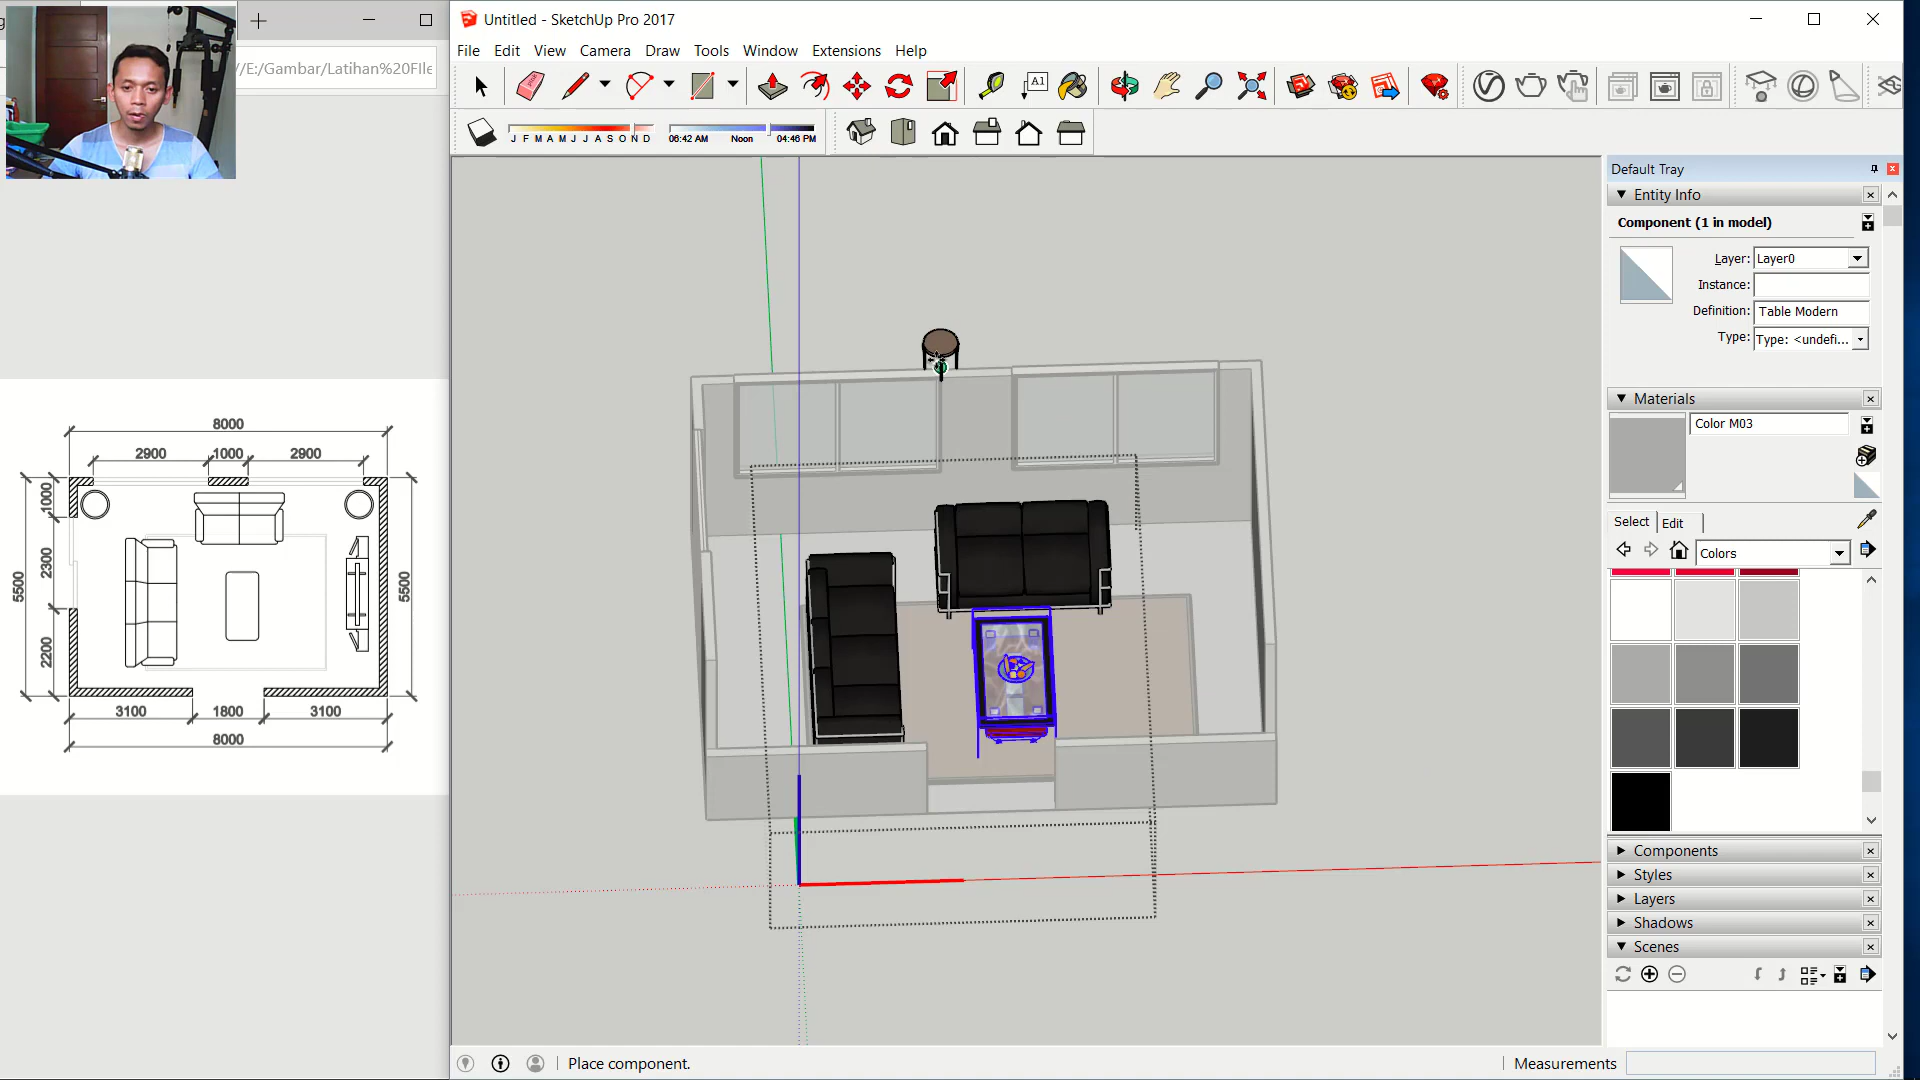 Untitled - SketchUp Pro 2017
File Edit View Camera Draw Tools Window Extensions Help
//E:/Gambar/Latihan%20FIle
A1
J F M A M J J A S O N D
06:42 AM Noon 04:46 PM
Default Tray
Entity Info
Component (1 in model)
Layer: Layer0
Instance:
Definition: Table Modern
Type: Type: <undefi...
Materials
Color M03
Select Edit
Colors
Components
Styles
Layers
Shadows
Scenes
8000
2900 1000 2900
1000
2300
5500
5500
2200
3100 1800 3100
8000
Place component.
Measurements